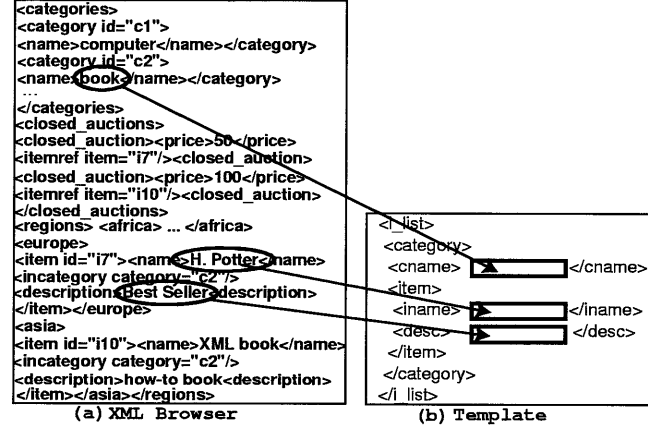 <categories>
<category id="c1">
<name>computer</name></category>
<category id="c2">
<name>book</name></category>
...
</categories>
<closed_auctions>
<closed_auction><price>50</price>
<itemref item="i7"/><closed_auction>
<closed_auction><price>100</price>
<itemref item="i10"/><closed_auction>
</closed_auctions>
<regions> <africa> ... </africa>
<europe>
<item id="i7"><name>H. Potter</name>
<incategory category="c2"/>
<description>Best Seller<description>
</item></europe>
<asia>
<item id="i10"><name>XML book</name>
<incategory category="c2"/>
<description>how-to book<description>
</item></asia></regions>
(a) XML Browser
<i_list>
<category>
<cname> </cname>
<item>
<iname> </iname>
<desc> </desc>
</item>
</category>
</i_list>
(b) Template